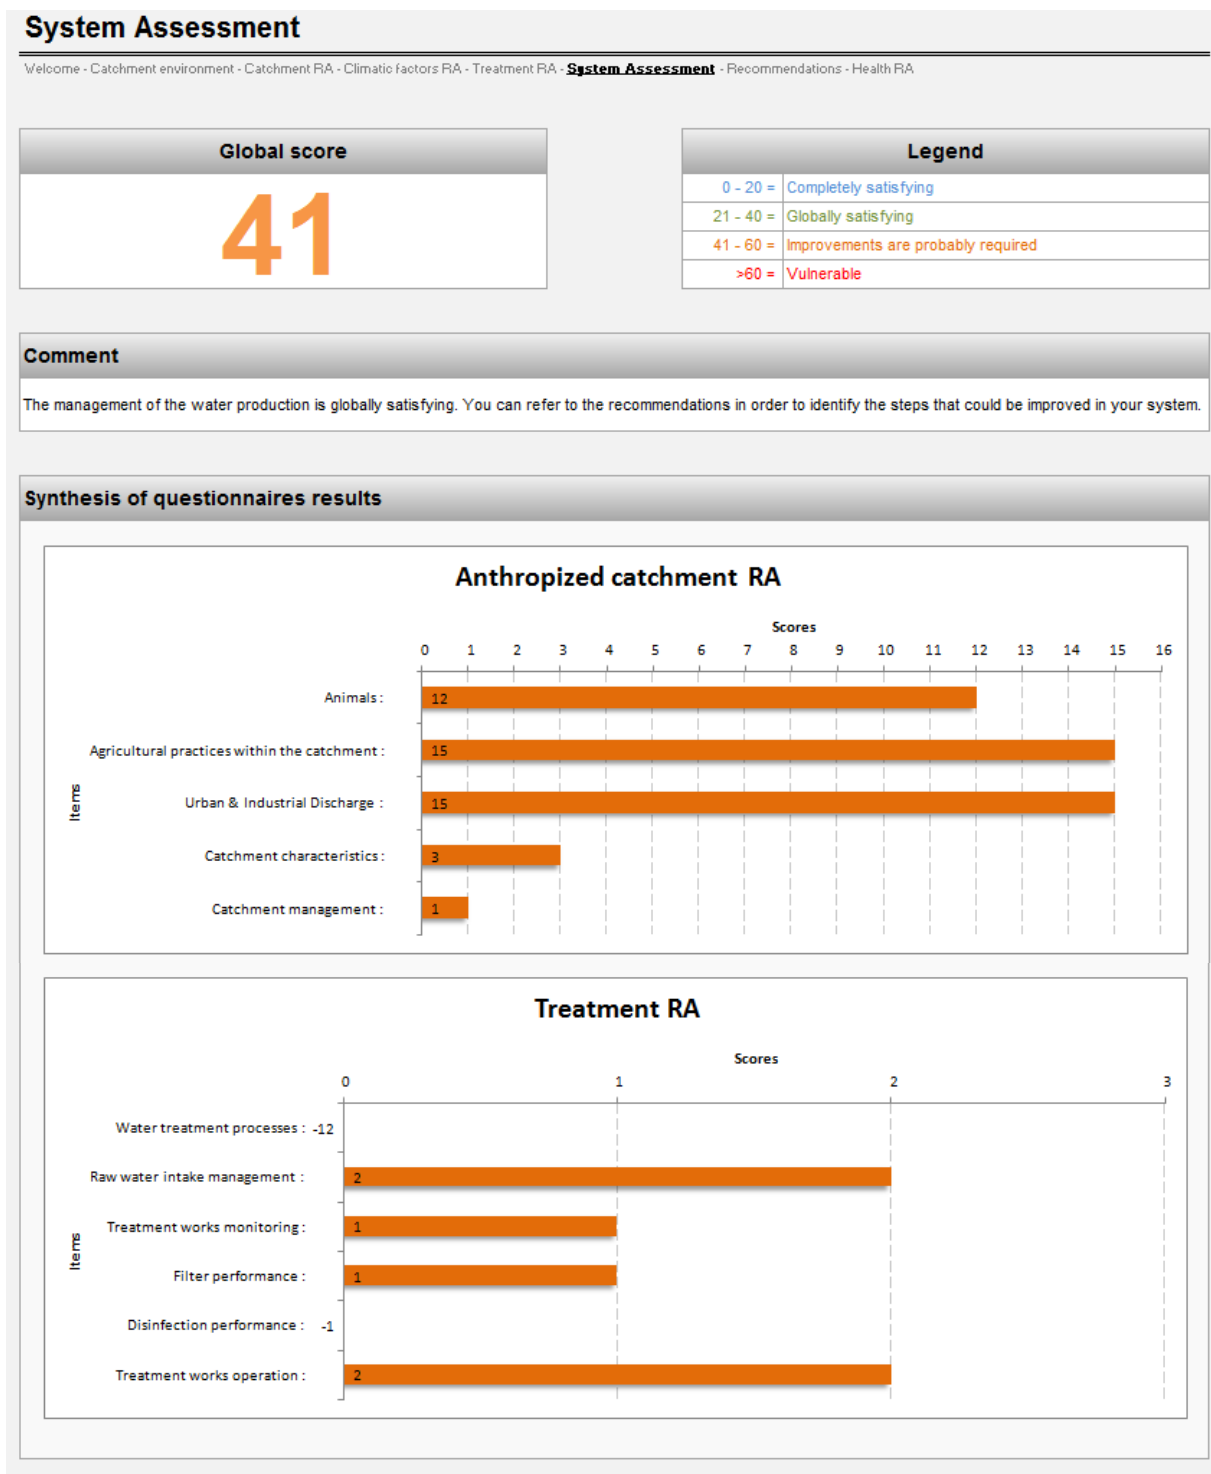 System Assessment
Welcome - Catchment environment - Catchment RA - Climatic factors RA - Treatment RA - System Assessment - Recommendations - Health RA
Global score
41
Legend
0 - 20 = Completely satisfying
21 - 40 = Globally satisfying
41 - 60 = Improvements are probably required
>60 = Vulnerable
Comment
The management of the water production is globally satisfying. You can refer to the recommendations in order to identify the steps that could be improved in your system.
Synthesis of questionnaires results
Anthropized catchment RA
Scores
0 1 2 3 4 5 6 7 8 9 10 11 12 13 14 15 16
Items
Animals : 12
Agricultural practices within the catchment : 15
Urban & Industrial Discharge : 15
Catchment characteristics : 3
Catchment management : 1
Treatment RA
Scores
0 1 2 3
Items
Water treatment processes : -12
Raw water intake management : 2
Treatment works monitoring : 1
Filter performance : 1
Disinfection performance : -1
Treatment works operation : 2